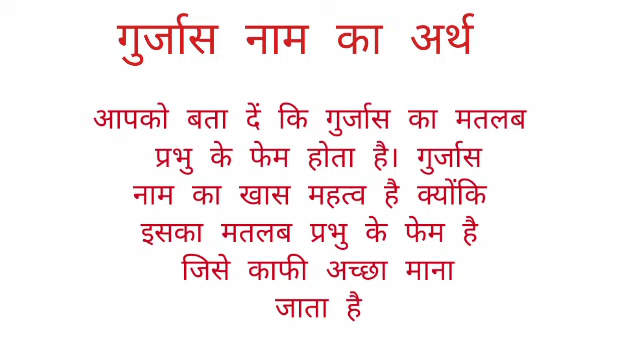 गुर्जास नाम का अर्थ
आपको बता दें कि गुर्जास का मतलब
प्रभु के फेम होता है। गुर्जास
नाम का खास महत्व है क्योंकि
इसका मतलब प्रभु के फेम है
जिसे काफी अच्छा माना
जाता है